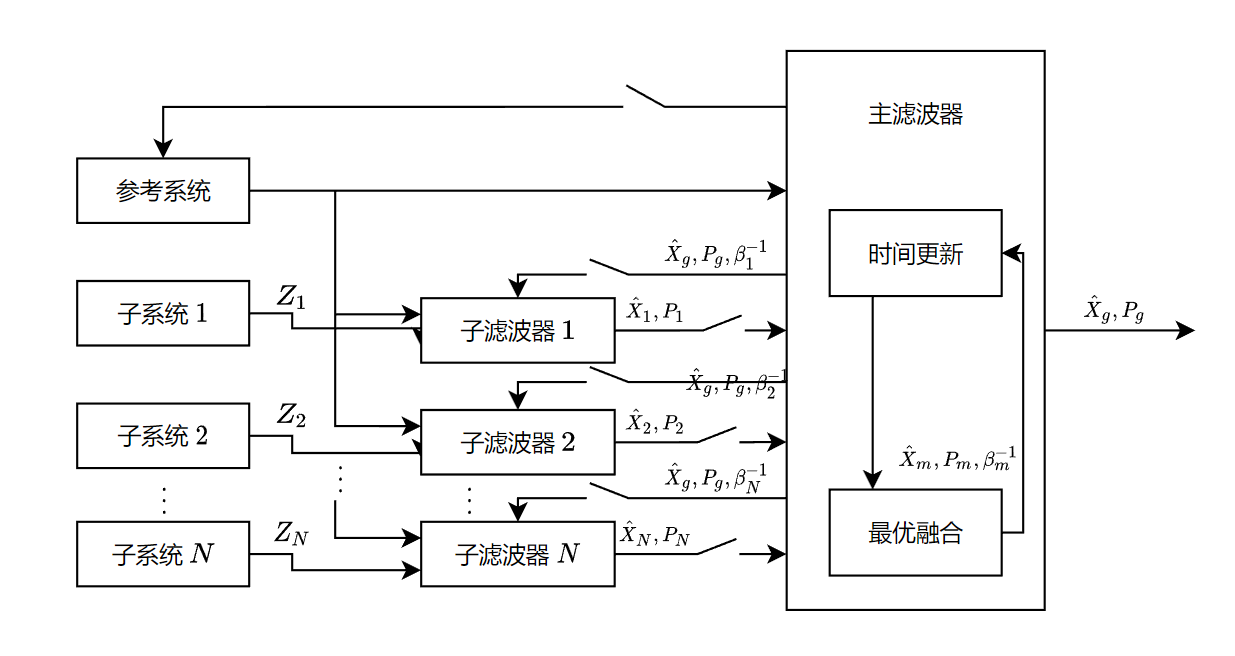 主滤波器
参考系统
时间更新
$\hat{X}_g, P_g, \beta_1^{-1}$
子系统 1
$Z_1$
子滤波器 1
$\hat{X}_1, P_1$
$\hat{X}_g, P_g$
$\hat{X}_g, P_g, \beta_2^{-1}$
子系统 2
$Z_2$
子滤波器 2
$\hat{X}_2, P_2$
$\hat{X}_m, P_m, \beta_m^{-1}$
$\hat{X}_g, P_g, \beta_N^{-1}$
子系统 $N$
$Z_N$
子滤波器 $N$
$\hat{X}_N, P_N$
最优融合